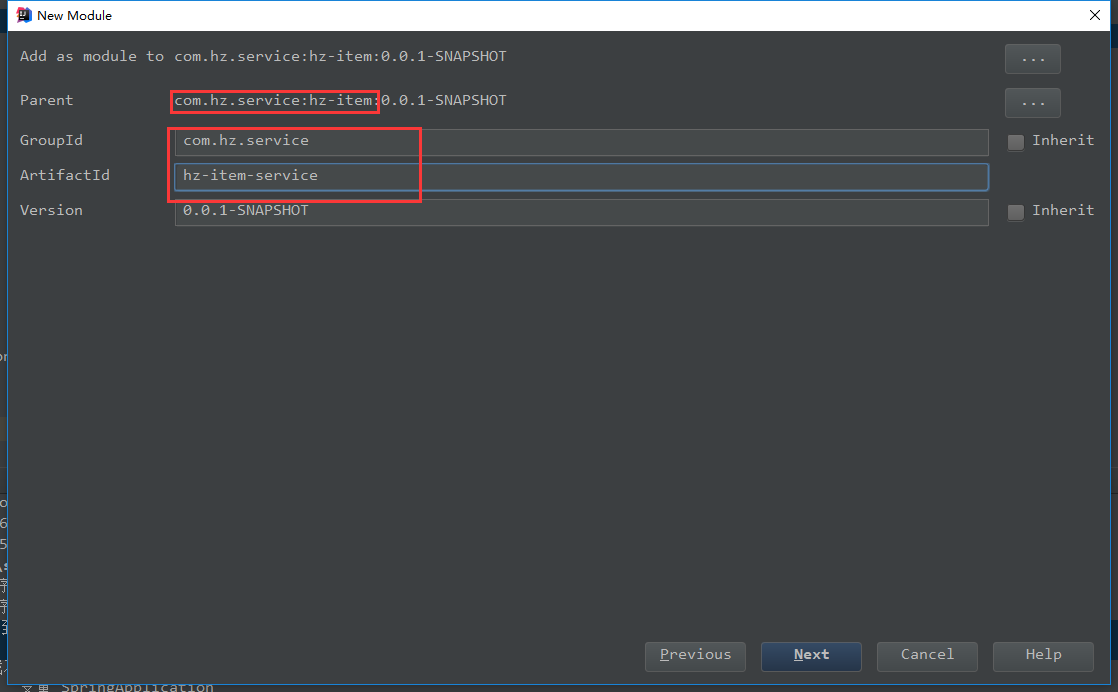 New Module
Add as module to com.hz.service:hz-item:0.0.1-SNAPSHOT
...
Parent com.hz.service:hz-item:0.0.1-SNAPSHOT
...
GroupId com.hz.service Inherit
ArtifactId hz-item-service
Version 0.0.1-SNAPSHOT Inherit
Previous Next Cancel Help
SpringApplication